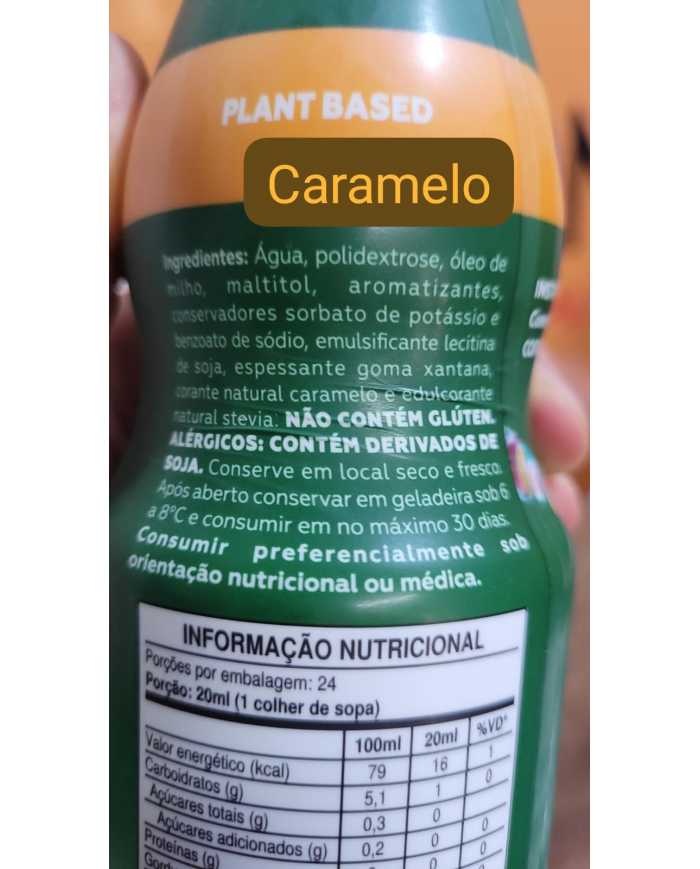 PLANT BASED
Caramelo
Ingredientes: Água, polidextrose, óleo de
milho, maltitol, aromatizantes,
conservadores sorbato de potássio e
benzoato de sódio, emulsificante lecitina
de soja, espessante goma xantana,
corante natural caramelo e edulcorante
natural stevia. NÃO CONTÉM GLÚTEN.
ALÉRGICOS: CONTÉM DERIVADOS DE
SOJA. Conserve em local seco e fresco.
Após aberto conservar em geladeira sob 6
a 8°C e consumir em no máximo 30 dias.
Consumir preferencialmente sob
orientação nutricional ou médica.
INFORMAÇÃO NUTRICIONAL
Porções por embalagem: 24
Porção: 20ml (1 colher de sopa)
100ml 20ml %VD*
Valor energético (kcal) 79 16 1
Carboidratos (g) 5,1 1 0
Açúcares totais (g) 0,3 0
Açúcares adicionados (g) 0,2 0 0
Proteínas (g) 0 0